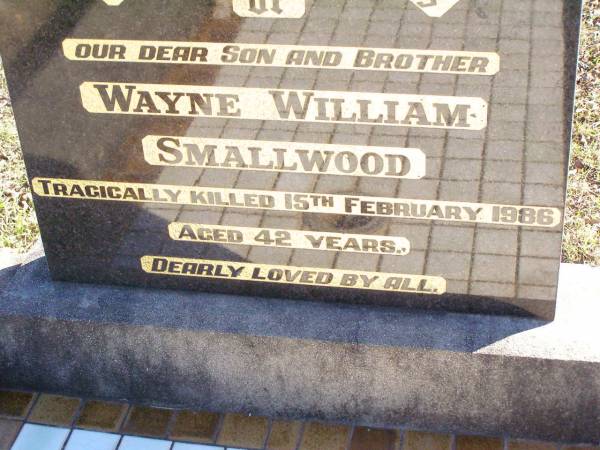 OF
OUR DEAR SON AND BROTHER
WAYNE WILLIAM
SMALLWOOD
TRAGICALLY KILLED 15TH FEBRUARY 1986
AGED 42 YEARS.
DEARLY LOVED BY ALL.